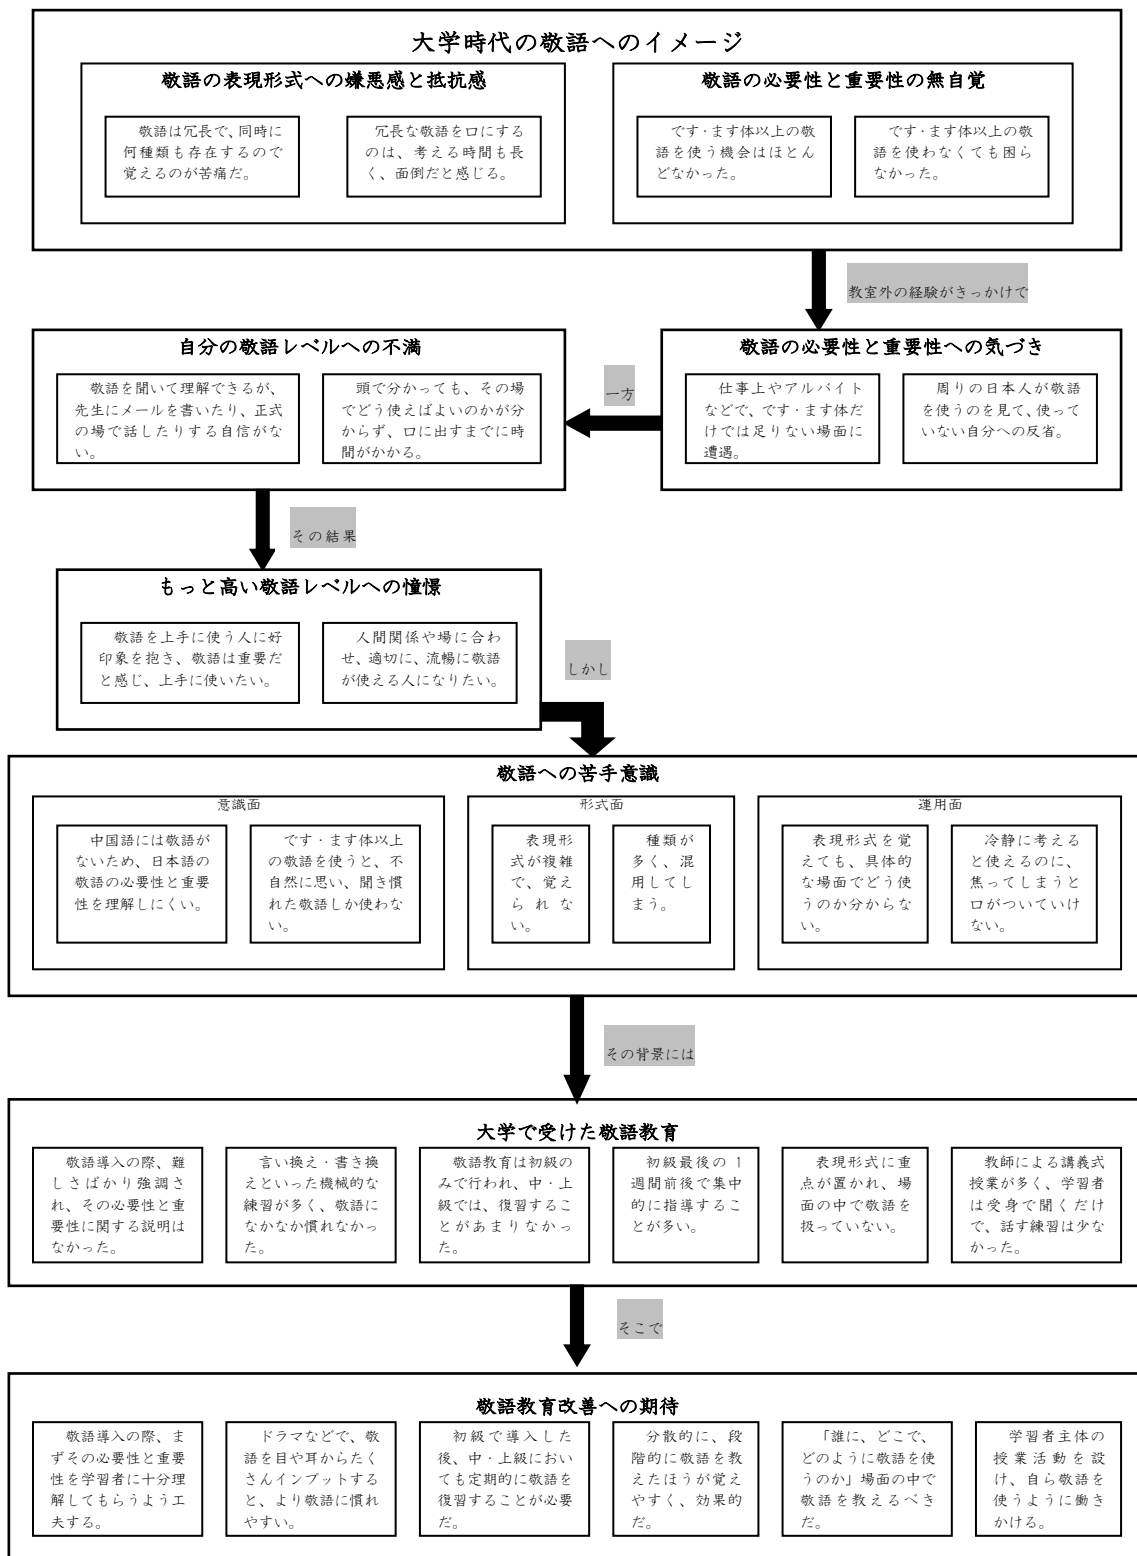 大学時代の敬語へのイメージ
敬語の表現形式への嫌悪感と抵抗感
敬語は冗長で、同時に
何種類も存在するので
覚えるのが苦痛だ。
冗長な敬語を口にする
のは、考える時間も長
く、面倒だと感じる。
敬語の必要性と重要性の無自覚
です・ます体以上の敬
語を使う機会はほとん
どなかった。
です・ます体以上の敬
語を使わなくても困ら
なかった。
教室外の経験がきっかけで
敬語の必要性と重要性への気づき
仕事上やアルバイト
などで、です・ます体だ
けでは足りない場面に
遭遇。
周りの日本人が敬語
を使うのを見て、使って
いない自分への反省。
一方
自分の敬語レベルへの不満
敬語を聞いて理解できるが、
先生にメールを書いたり、正式
の場で話したりする自信がな
い。
頭で分かっても、その場
でどう使えばよいのかが分
からず、口に出すまでに時
間がかかる。
その結果
もっと高い敬語レベルへの憧憬
敬語を上手に使う人に好
印象を抱き、敬語は重要だ
と感じ、上手に使いたい。
人間関係や場に合わ
せ、適切に、流暢に敬語
が使える人になりたい。
しかし
敬語への苦手意識
意識面
中国語には敬語が
ないため、日本語の
敬語の必要性と重要
性を理解しにくい。
です・ます体以上
の敬語を使うと、不
自然に思い、聞き慣
れた敬語しか使わな
い。
形式面
表現形
式が複雑
で、覚え
られない
い。
種類が
多く、混
用してし
まう。
運用面
表現形式を覚
えても、具体的
な場面でどう使
うのか分からな
い。
冷静に考える
と使えるのに、
焦ってしまうと
口がついていけ
ない。
その背景には
大学で受けた敬語教育
敬語導入の際、難
しさばかり強調さ
れ、その必要性と重
要性に関する説明は
なかった。
言い換え・書き換
えといった機械的な
練習が多く、敬語に
なかなか慣れなかっ
た。
敬語教育は初級の
みで行われ、中・上
級では、復習するこ
とがあまりなかっ
た。
初級最後の1
週間前後で集中
的に指導するこ
とが多い。
表現形式に重
点が置かれ、場
面の中で敬語を
扱っていない。
教師による講義式
授業が多く、学習者
は受身で聞くだけ
で、話す練習は少な
かった。
そこで
敬語教育改善への期待
敬語導入の際、ま
ずその必要性と重要
性を学習者に十分理
解してもらうよう工
夫する。
ドラマなどで、敬
語を目や耳からたく
さんインプットする
と、より敬語に慣れ
やすい。
初級で導入した
後、中・上級におい
ても定期的に敬語を
復習することが必要
だ。
分散的に、段
階的に敬語を教
えたほうが覚え
やすく、効果的
だ。
「誰に、どこで、
どのように敬語を使
うのか」場面の中で
敬語を教えるべき
だ。
学習者主体の
授業活動を設
け、自ら敬語を
使うように働き
かける。